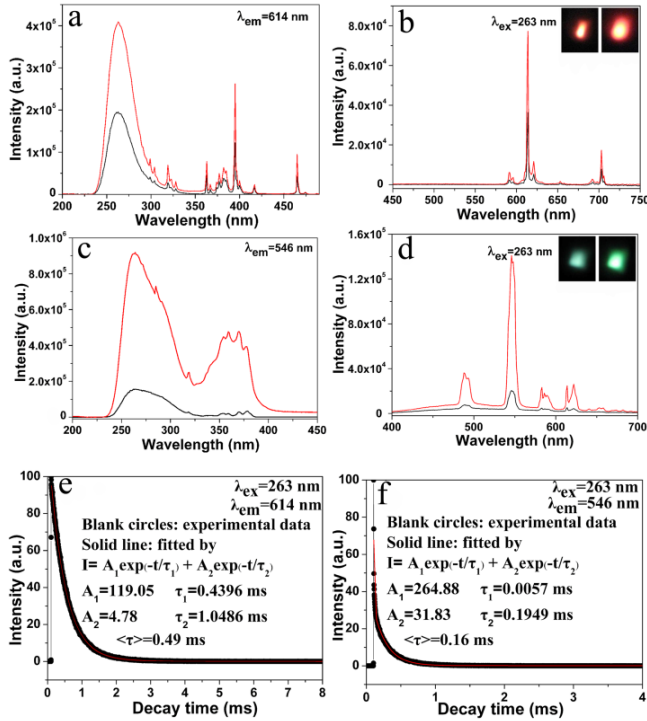 a
λem=614 nm
Intensity (a.u.)
4x10⁵
3x10⁵
2x10⁵
1x10⁵
0
200 250 300 350 400 450
Wavelength (nm)
b
λex=263 nm
Intensity (a.u.)
8.0x10⁴
6.0x10⁴
4.0x10⁴
2.0x10⁴
0.0
450 500 550 600 650 700 750
Wavelength (nm)
c
λem=546 nm
Intensity (a.u.)
1.0x10⁶
8.0x10⁵
6.0x10⁵
4.0x10⁵
2.0x10⁵
0.0
200 250 300 350 400 450
Wavelength (nm)
d
λex=263 nm
Intensity (a.u.)
1.6x10⁵
1.2x10⁵
8.0x10⁴
4.0x10⁴
0.0
400 500 600 700
Wavelength (nm)
e
λex=263 nm
λem=614 nm
Blank circles: experimental data
Solid line: fitted by
I= A₁exp(-t/τ₁) + A₂exp(-t/τ₂)
A₁=119.05 τ₁=0.4396 ms
A₂=4.78 τ₂=1.0486 ms
<τ>=0.49 ms
Intensity (a.u.)
100
80
60
40
20
0
0 1 2 3 4 5 6 7 8
Decay time (ms)
f
λex=263 nm
λem=546 nm
Blank circles: experimental data
Solid line: fitted by
I= A₁exp(-t/τ₁) + A₂exp(-t/τ₂)
A₁=264.88 τ₁=0.0057 ms
A₂=31.83 τ₂=0.1949 ms
<τ>=0.16 ms
Intensity (a.u.)
100
80
60
40
20
0
0 1 2 3 4
Decay time (ms)